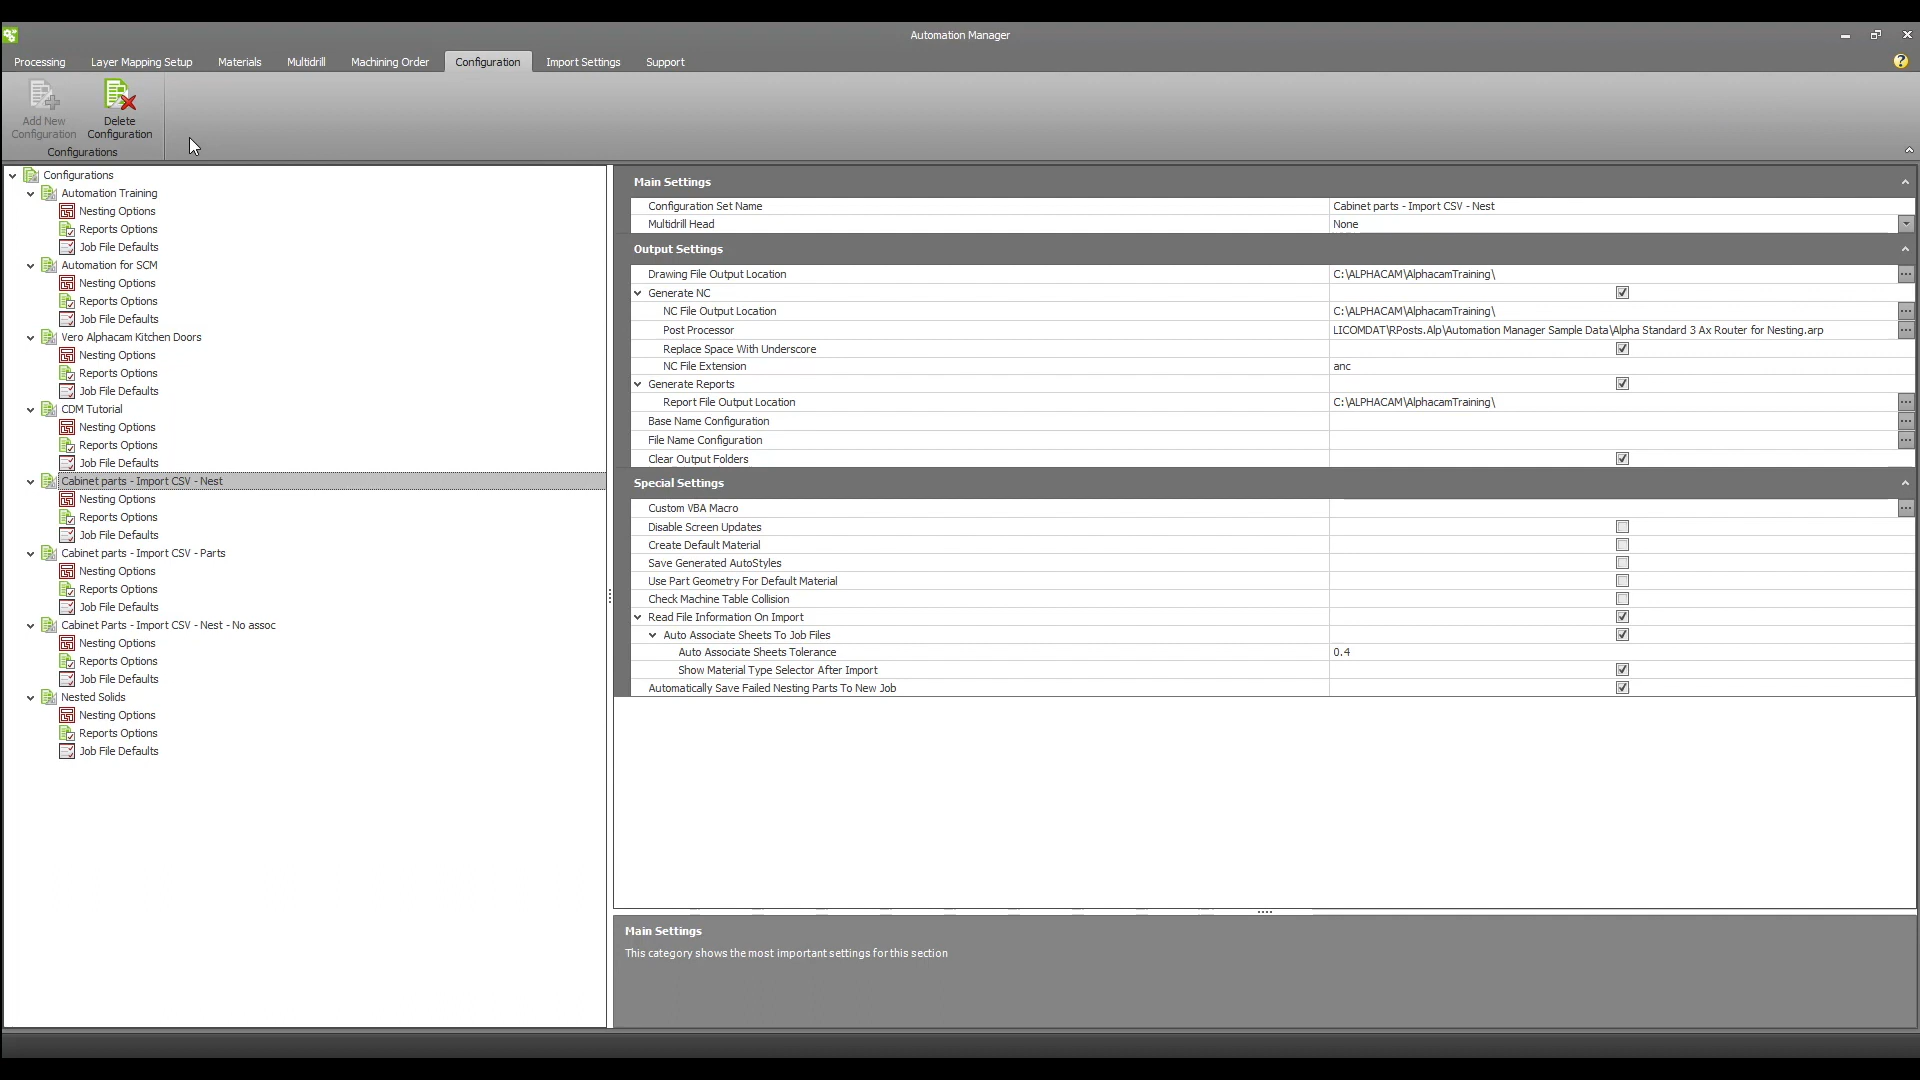 Automation Manager
Processing
Layer Mapping Setup
Materials
Multidrill
Machining Order
Configuration
Import Settings
Support
Add New Configuration
Delete Configuration
Configurations
Configurations
Automation Training
Nesting Options
Reports Options
Job File Defaults
Automation for SCM
Nesting Options
Reports Options
Job File Defaults
Vero Alphacam Kitchen Doors
Nesting Options
Reports Options
Job File Defaults
CDM Tutorial
Nesting Options
Reports Options
Job File Defaults
Cabinet parts - Import CSV - Nest
Nesting Options
Reports Options
Job File Defaults
Cabinet parts - Import CSV - Parts
Nesting Options
Reports Options
Job File Defaults
Cabinet Parts - Import CSV - Nest - No assoc
Nesting Options
Reports Options
Job File Defaults
Nested Solids
Nesting Options
Reports Options
Job File Defaults
Main Settings
Configuration Set Name Cabinet parts - Import CSV - Nest
Multidrill Head None
Output Settings
Drawing File Output Location C:\ALPHACAM\AlphacamTraining\
Generate NC
NC File Output Location C:\ALPHACAM\AlphacamTraining\
Post Processor LICOMDAT\RPosts.Alp\Automation Manager Sample Data\Alpha Standard 3 Ax Router for Nesting.arp
Replace Space With Underscore
NC File Extension anc
Generate Reports
Report File Output Location C:\ALPHACAM\AlphacamTraining\
Base Name Configuration
File Name Configuration
Clear Output Folders
Special Settings
Custom VBA Macro
Disable Screen Updates
Create Default Material
Save Generated AutoStyles
Use Part Geometry For Default Material
Check Machine Table Collision
Read File Information On Import
Auto Associate Sheets To Job Files
Auto Associate Sheets Tolerance 0.4
Show Material Type Selector After Import
Automatically Save Failed Nesting Parts To New Job
Main Settings
This category shows the most important settings for this section